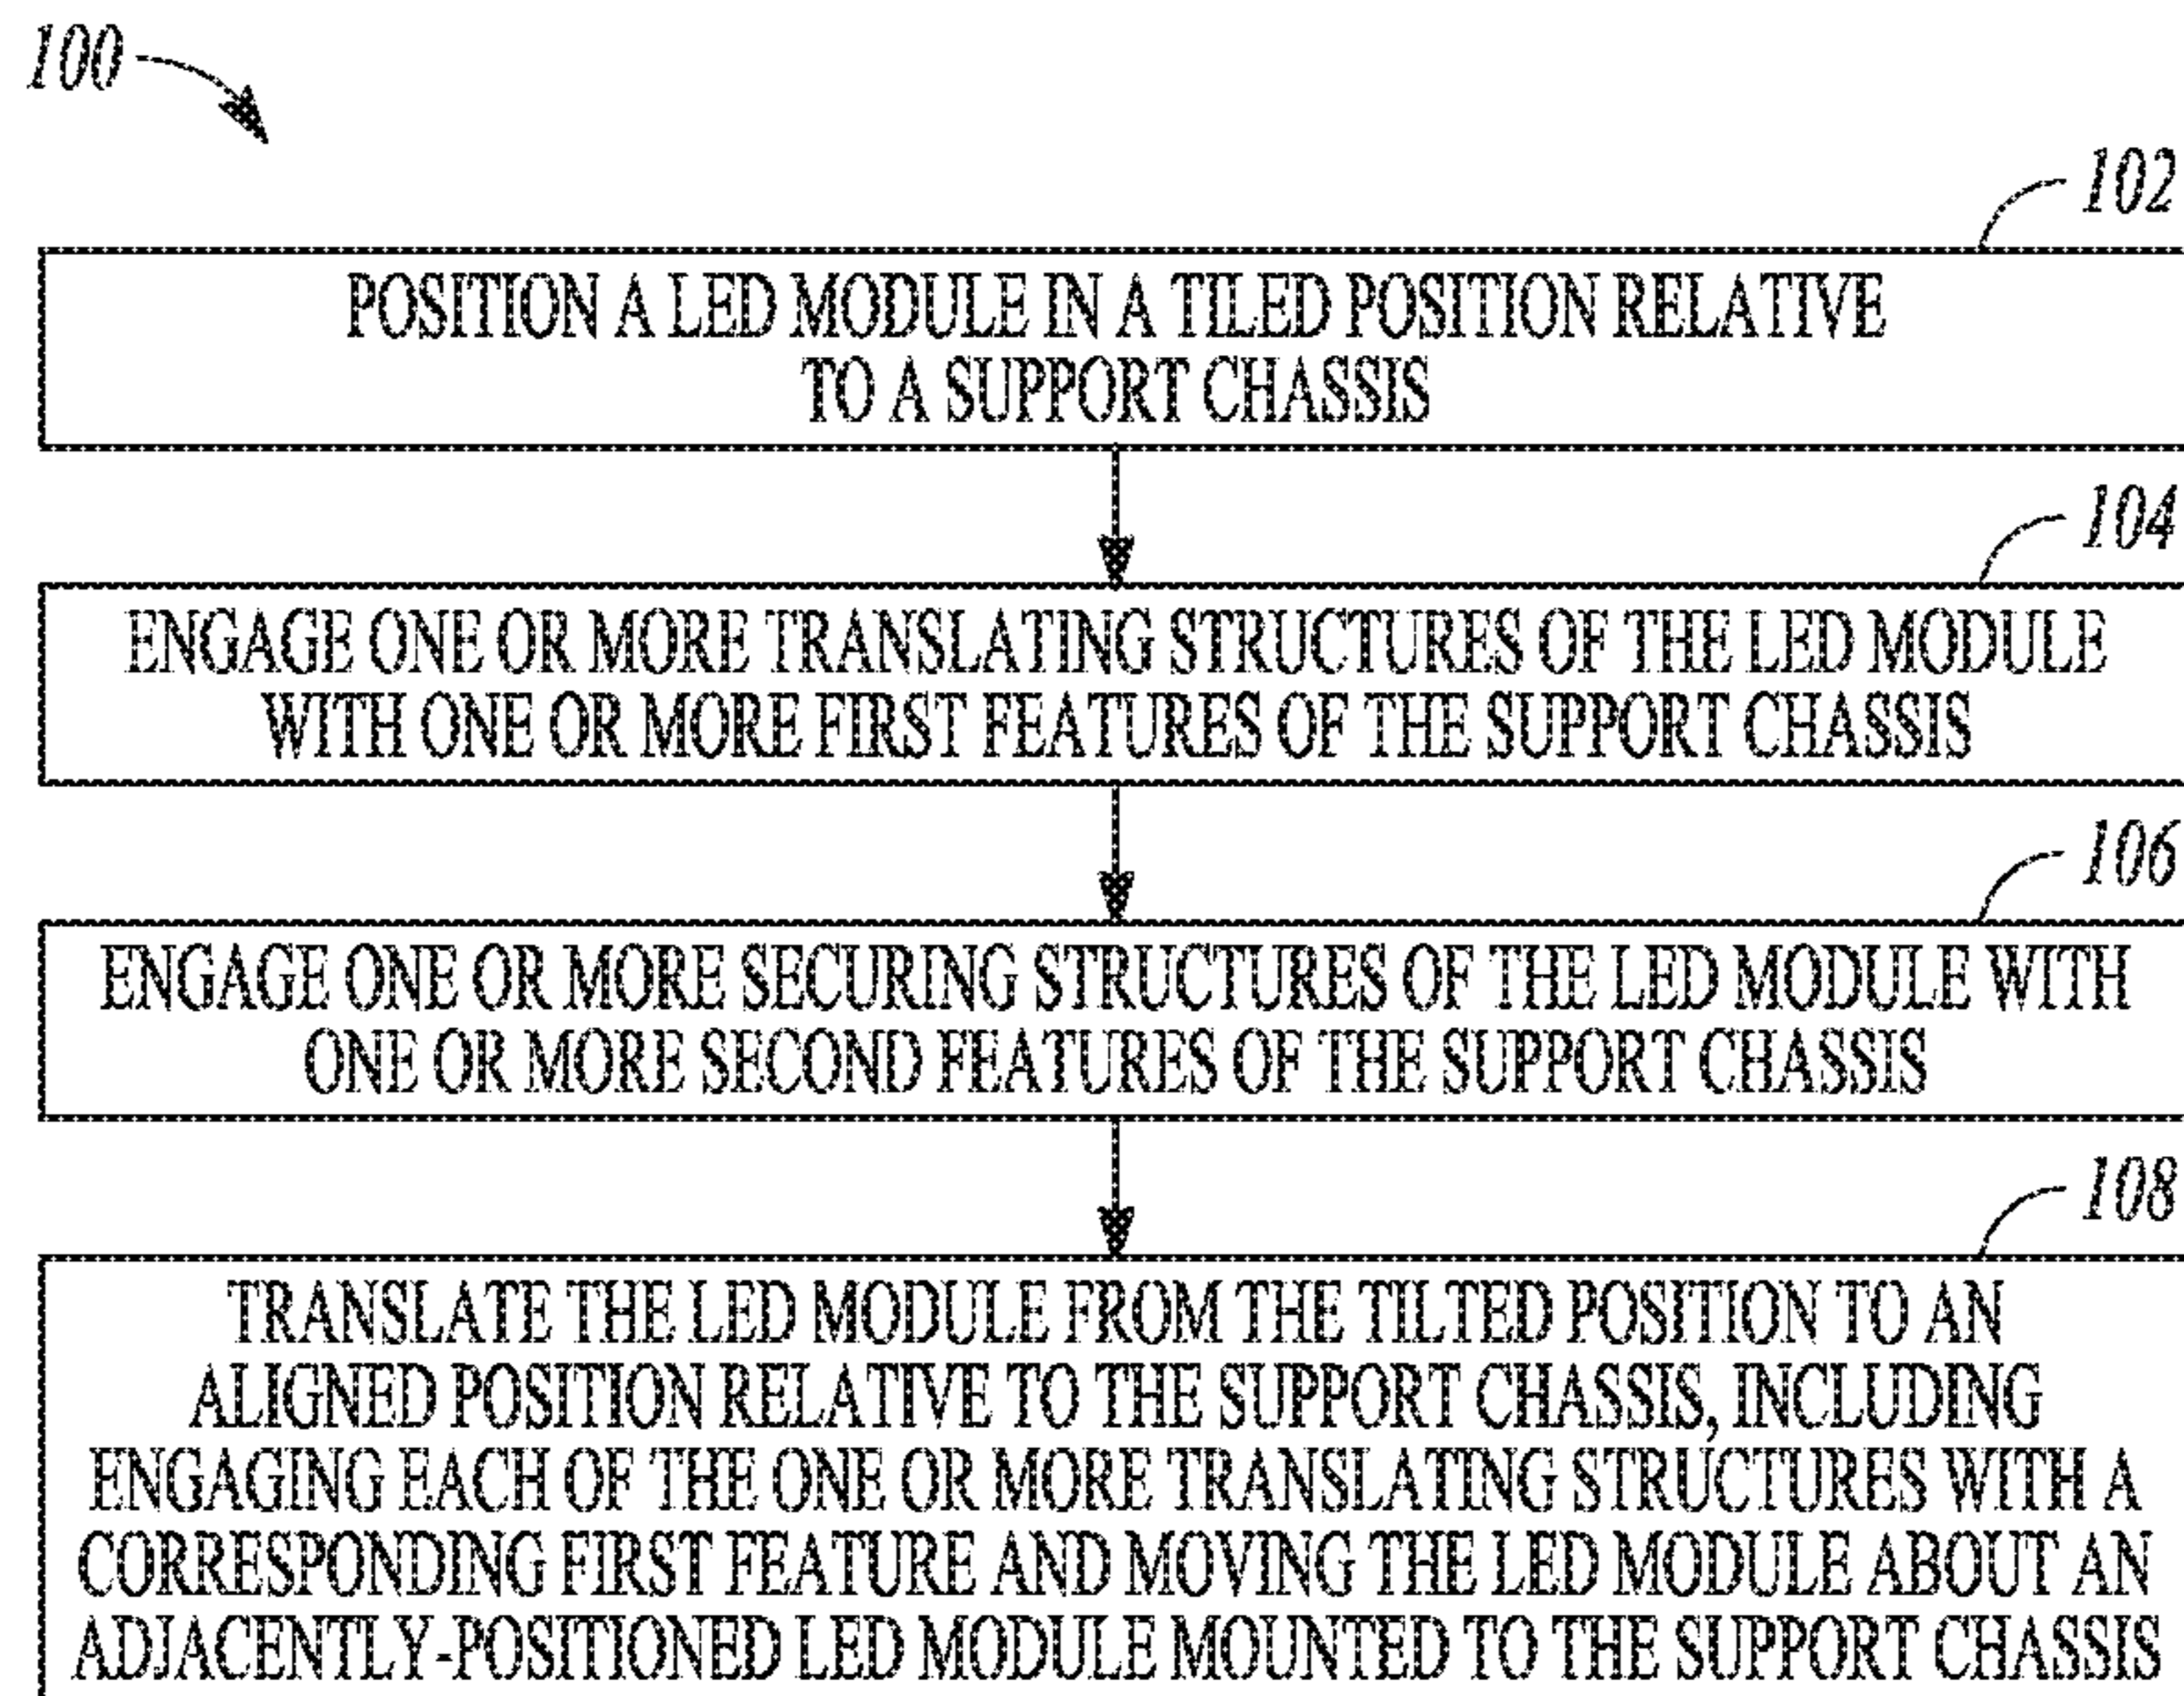 100
102
POSITION A LED MODULE IN A TILED POSITION RELATIVE
TO A SUPPORT CHASSIS
104
ENGAGE ONE OR MORE TRANSLATING STRUCTURES OF THE LED MODULE
WITH ONE OR MORE FIRST FEATURES OF THE SUPPORT CHASSIS
106
ENGAGE ONE OR MORE SECURING STRUCTURES OF THE LED MODULE WITH
ONE OR MORE SECOND FEATURES OF THE SUPPORT CHASSIS
108
TRANSLATE THE LED MODULE FROM THE TILTED POSITION TO AN
ALIGNED POSITION RELATIVE TO THE SUPPORT CHASSIS, INCLUDING
ENGAGING EACH OF THE ONE OR MORE TRANSLATING STRUCTURES WITH A
CORRESPONDING FIRST FEATURE AND MOVING THE LED MODULE ABOUT AN
ADJACENTLY-POSITIONED LED MODULE MOUNTED TO THE SUPPORT CHASSIS